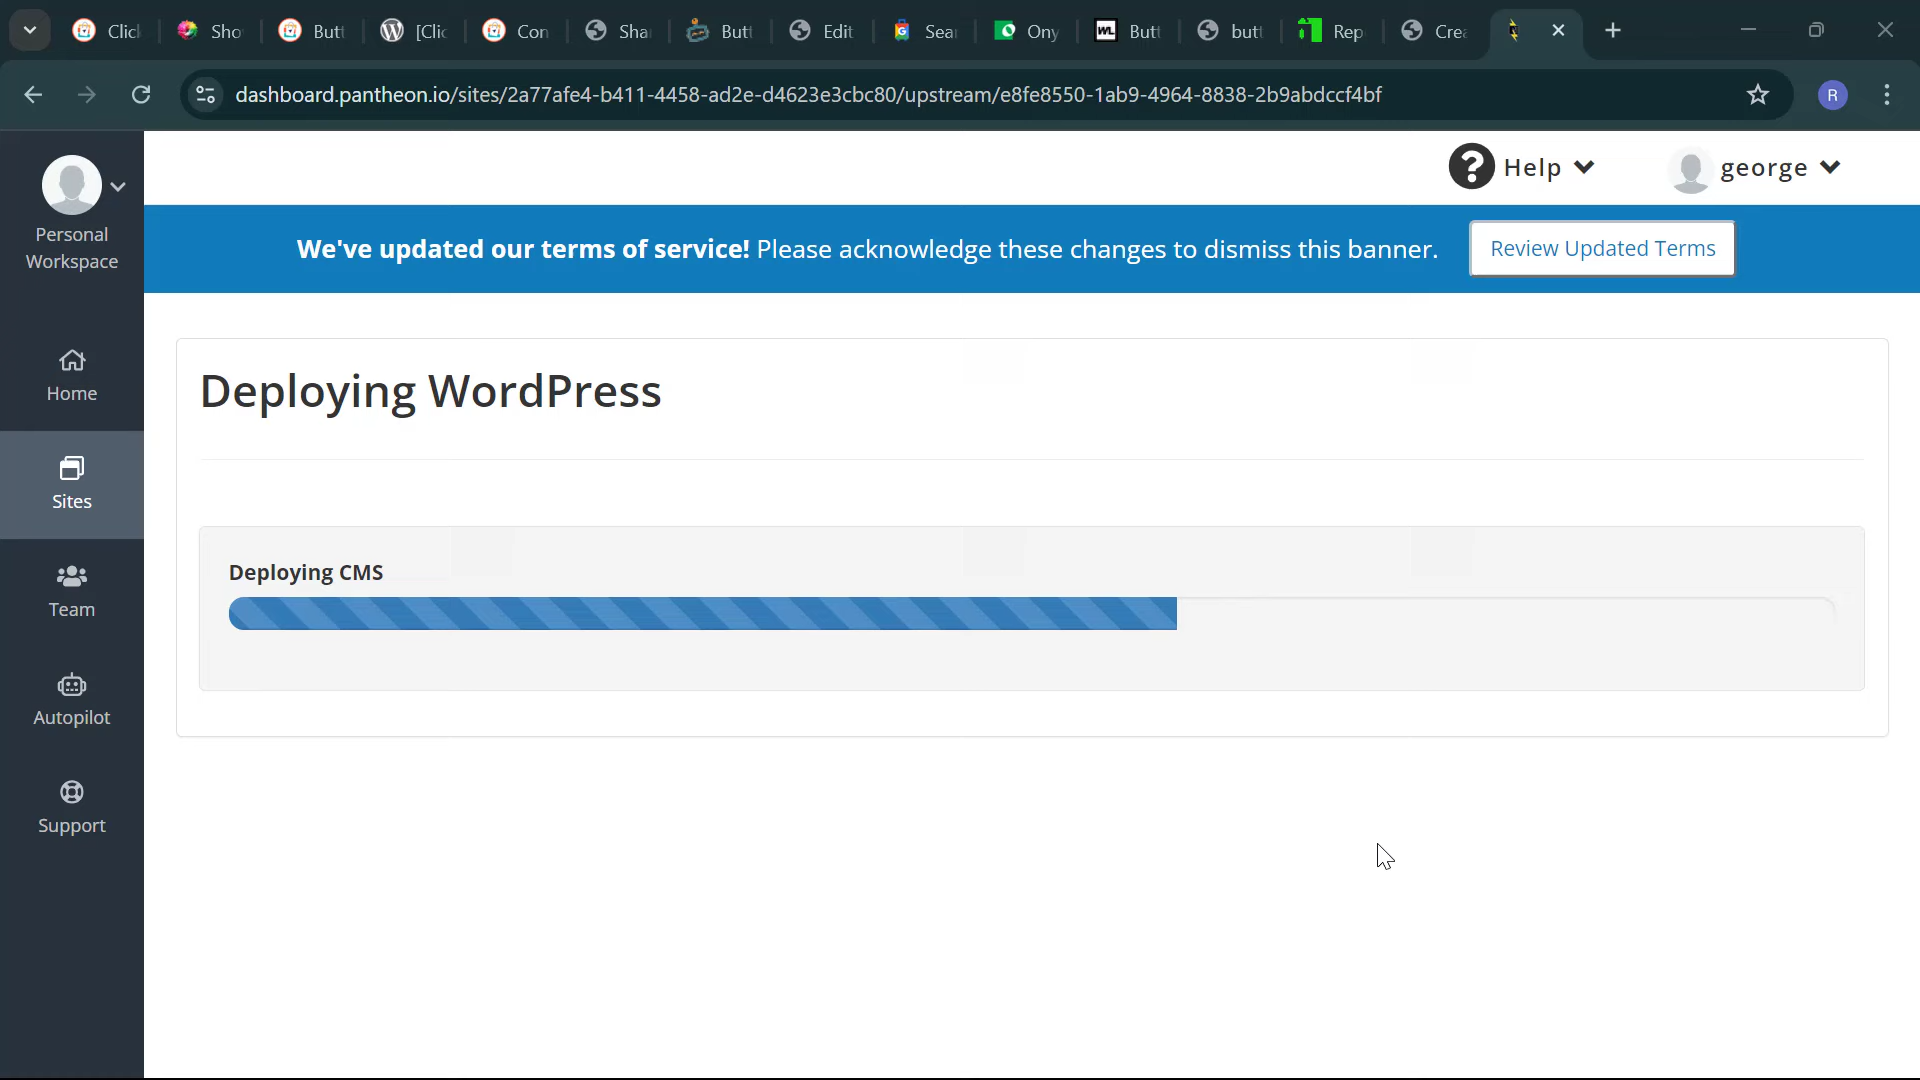 Clic
Sho
Butt
[Clic
Con
Sha
Butt
Edit
Sea
Ony
WL
Butt
butt
Rep
Crea
dashboard.pantheon.io/sites/2a77afe4-b411-4458-ad2e-d4623e3cbc80/upstream/e8fe8550-1ab9-4964-8838-2b9abdccf4bf
R
Personal
Workspace
Home
Sites
Team
Autopilot
Support
Help
george
We've updated our terms of service! Please acknowledge these changes to dismiss this banner.
Review Updated Terms
Deploying WordPress
Deploying CMS